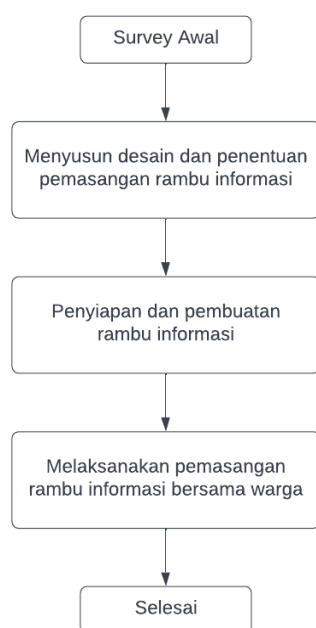 Survey Awal
Menyusun desain dan penentuan
pemasangan rambu informasi
Penyiapan dan pembuatan
rambu informasi
Melaksanakan pemasangan
rambu informasi bersama warga
Selesai